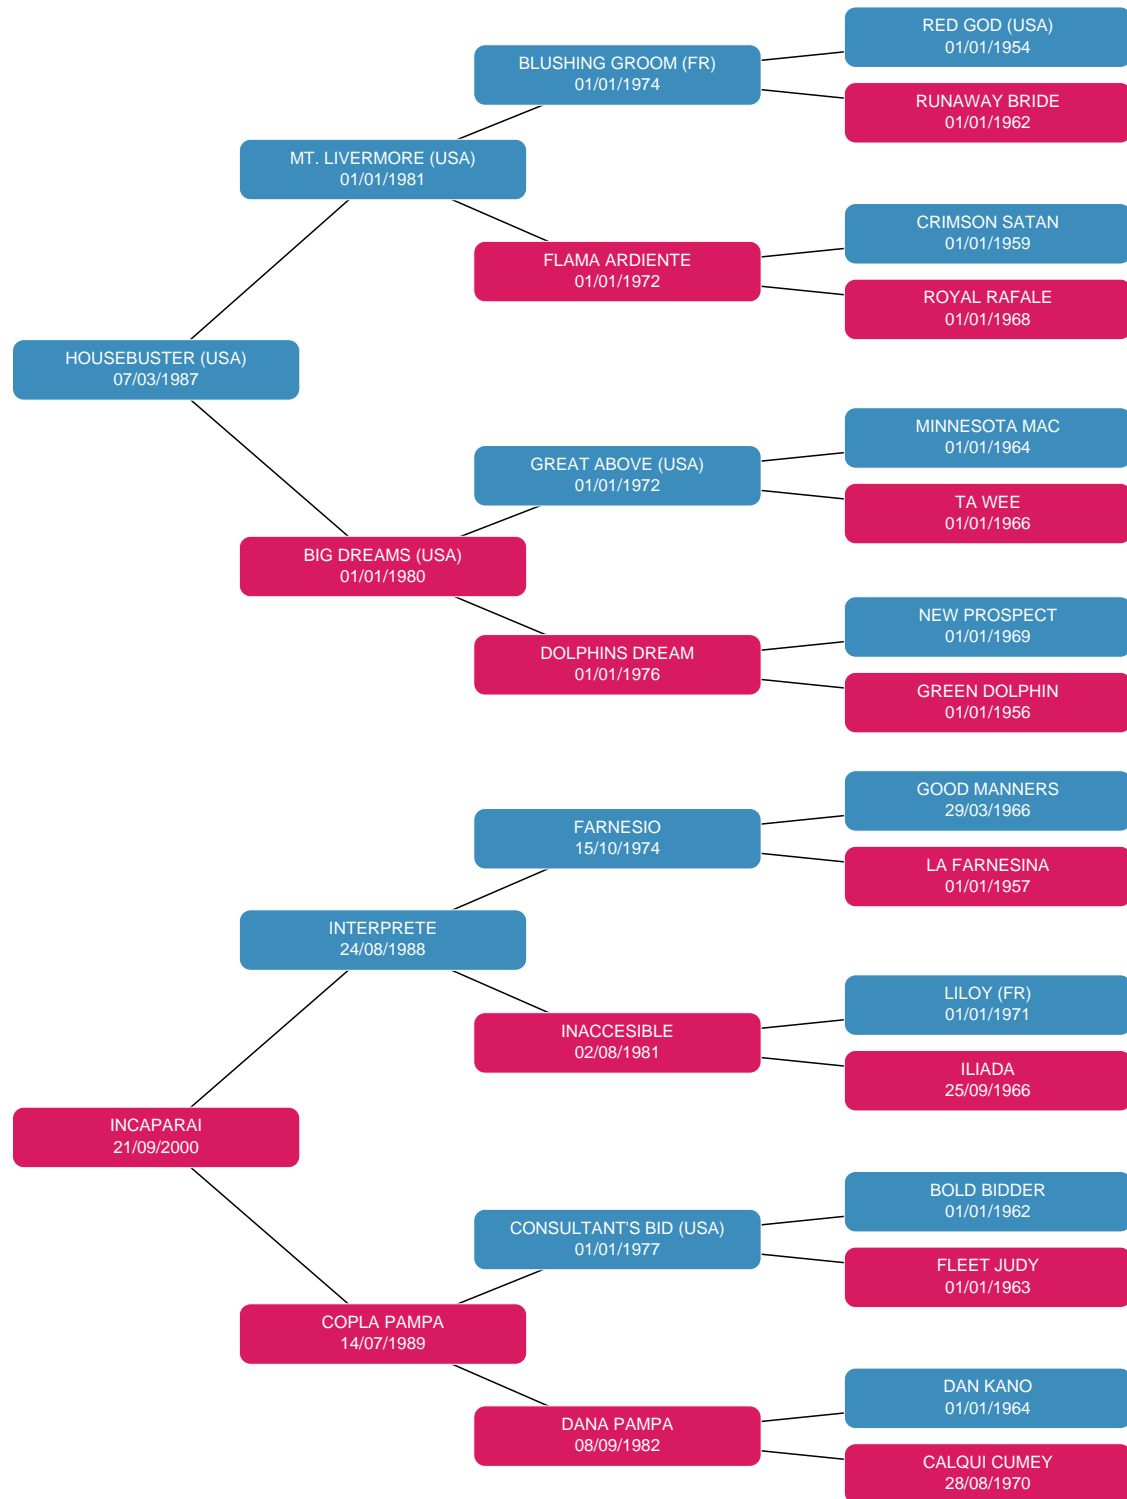 RED GOD (USA)
01/01/1954
BLUSHING GROOM (FR)
01/01/1974
RUNAWAY BRIDE
01/01/1962
MT. LIVERMORE (USA)
01/01/1981
CRIMSON SATAN
01/01/1959
FLAMA ARDIENTE
01/01/1972
ROYAL RAFALE
01/01/1968
HOUSEBUSTER (USA)
07/03/1987
MINNESOTA MAC
01/01/1964
GREAT ABOVE (USA)
01/01/1972
TA WEE
01/01/1966
BIG DREAMS (USA)
01/01/1980
NEW PROSPECT
01/01/1969
DOLPHINS DREAM
01/01/1976
GREEN DOLPHIN
01/01/1956
GOOD MANNERS
29/03/1966
FARNESIO
15/10/1974
LA FARNESINA
01/01/1957
INTERPRETE
24/08/1988
LILOY (FR)
01/01/1971
INACCESIBLE
02/08/1981
ILIADA
25/09/1966
INCAPARAI
21/09/2000
BOLD BIDDER
01/01/1962
CONSULTANT'S BID (USA)
01/01/1977
FLEET JUDY
01/01/1963
COPLA PAMPA
14/07/1989
DAN KANO
01/01/1964
DANA PAMPA
08/09/1982
CALQUI CUMEY
28/08/1970